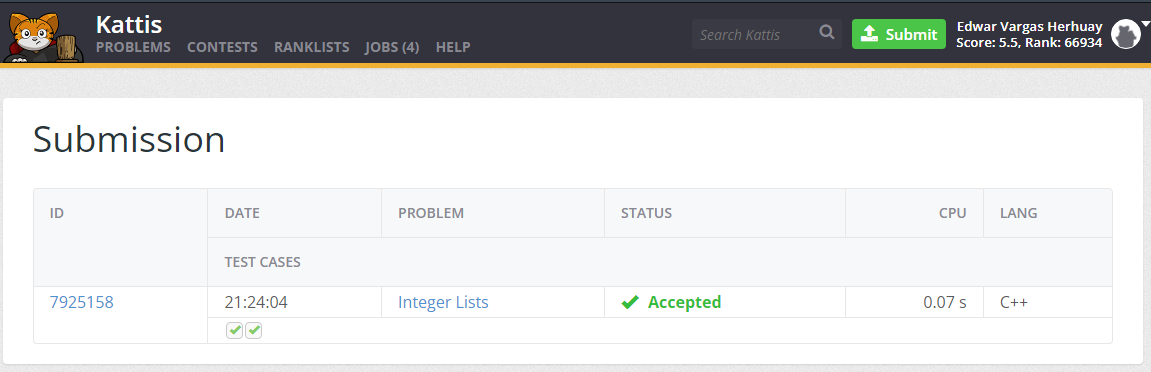 Kattis
PROBLEMS CONTESTS RANKLISTS JOBS (4) HELP
Search Kattis
Submit
Edwar Vargas Herhuay
Score: 5.5, Rank: 66934
Submission
ID DATE PROBLEM STATUS CPU LANG
TEST CASES
7925158 21:24:04 Integer Lists Accepted 0.07 s C++